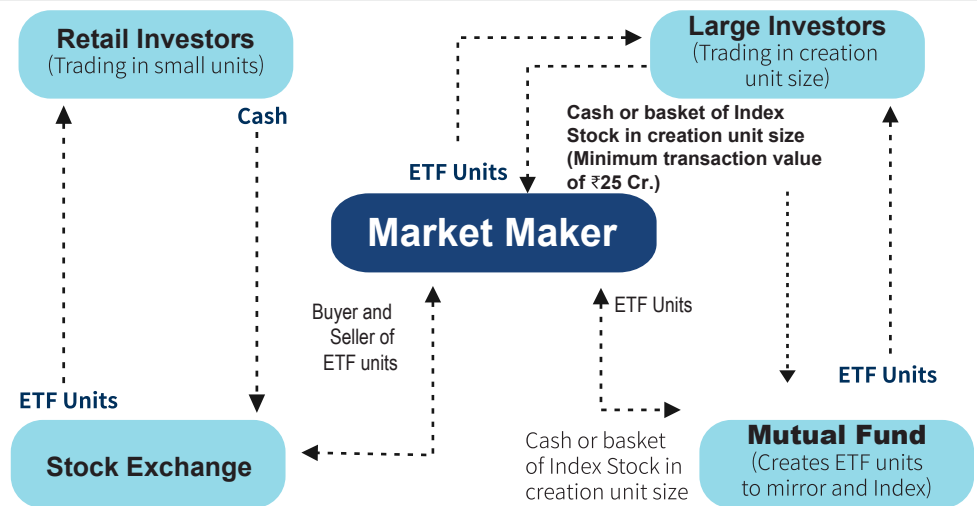 Retail Investors
(Trading in small units)
Large Investors
(Trading in creation
unit size)
Cash
Cash or basket of Index
Stock in creation unit size
(Minimum transaction value
of ₹25 Cr.)
ETF Units
Market Maker
Buyer and
Seller of
ETF units
ETF Units
ETF Units
ETF Units
Stock Exchange
Cash or basket
of Index Stock in
creation unit size
Mutual Fund
(Creates ETF units
to mirror and Index)